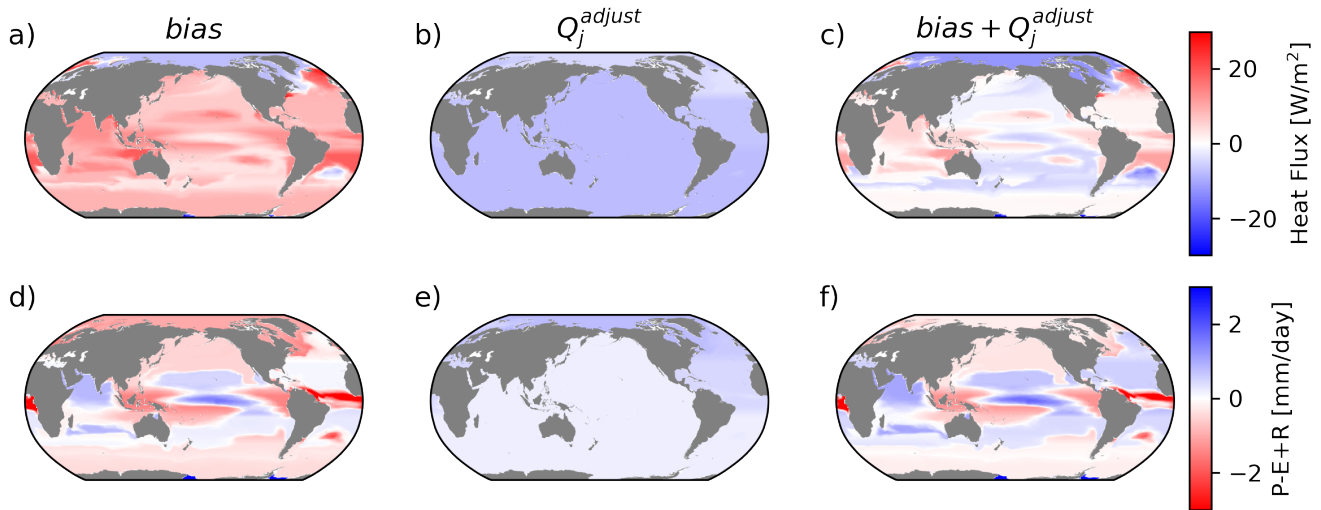 a) bias
b) Q_j^{adjust}
c) bias + Q_j^{adjust}
20
0
−20
Heat Flux [W/m²]
d)
e)
f)
2
0
−2
P-E+R [mm/day]